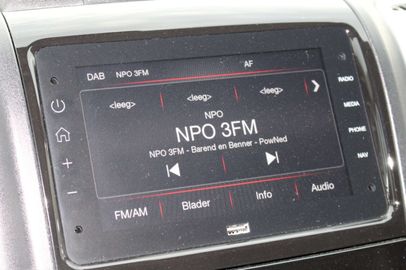 DAB NPO 3FM AF
<leeg> <leeg> <leeg>
RADIO
MEDIA
NPO
NPO 3FM
PHONE
NPO 3FM - Barend en Benner - PowNed
NAV
FM/AM Blader Info Audio